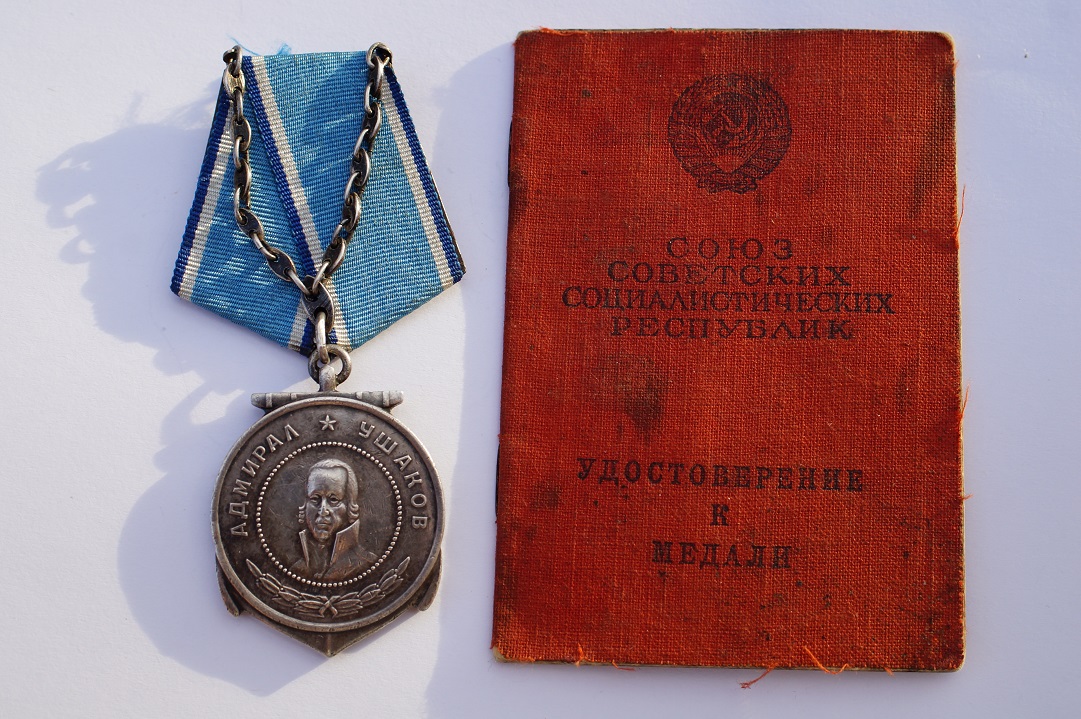 АДМИРАЛ ★ УШАКОВ
СОЮЗ
СОВЕТСКИХ
СОЦИАЛИСТИЧЕСКИХ
РЕСПУБЛИК
УДОСТОВЕРЕНИЕ
К
МЕДАЛИ